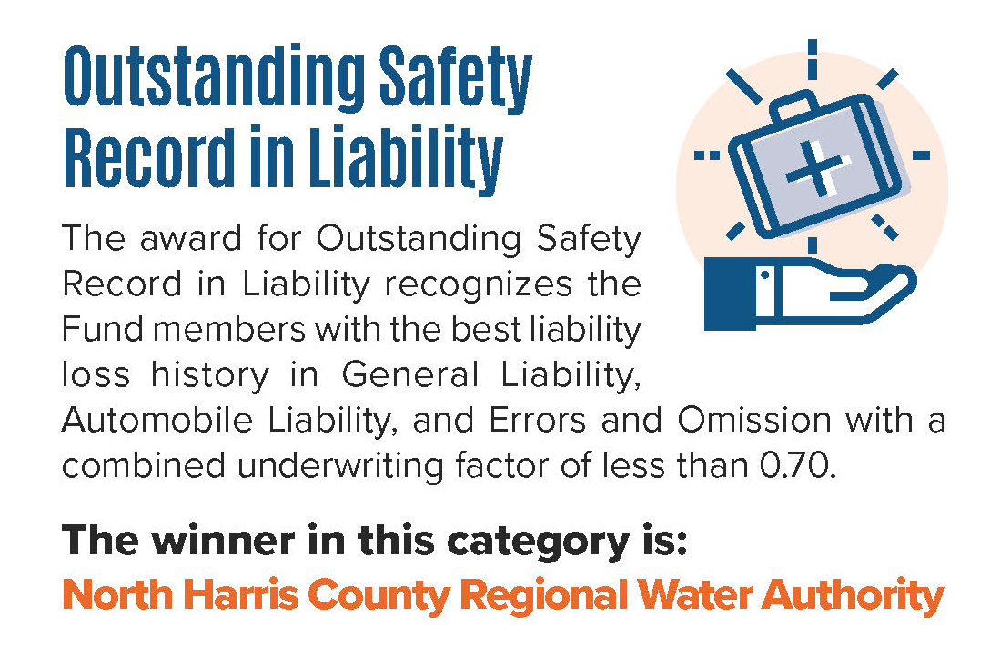 Outstanding Safety
Record in Liability
The award for Outstanding Safety
Record in Liability recognizes the
Fund members with the best liability
loss history in General Liability,
Automobile Liability, and Errors and Omission with a
combined underwriting factor of less than 0.70.
The winner in this category is:
North Harris County Regional Water Authority